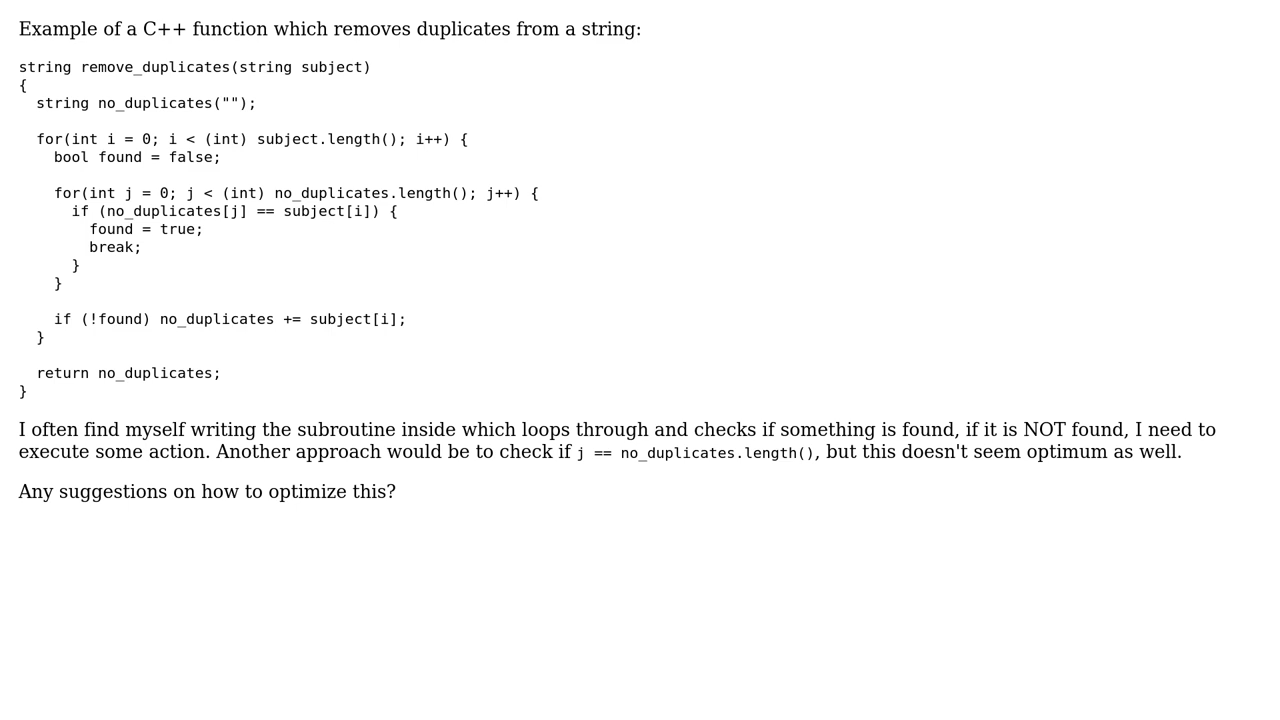 Example of a C++ function which removes duplicates from a string:
string remove_duplicates(string subject)
{
  string no_duplicates("");

  for(int i = 0; i < (int) subject.length(); i++) {
    bool found = false;

    for(int j = 0; j < (int) no_duplicates.length(); j++) {
      if (no_duplicates[j] == subject[i]) {
        found = true;
        break;
      }
    }

    if (!found) no_duplicates += subject[i];
  }

  return no_duplicates;
}
I often find myself writing the subroutine inside which loops through and checks if something is found, if it is NOT found, I need to
execute some action. Another approach would be to check if j == no_duplicates.length(), but this doesn't seem optimum as well.
Any suggestions on how to optimize this?